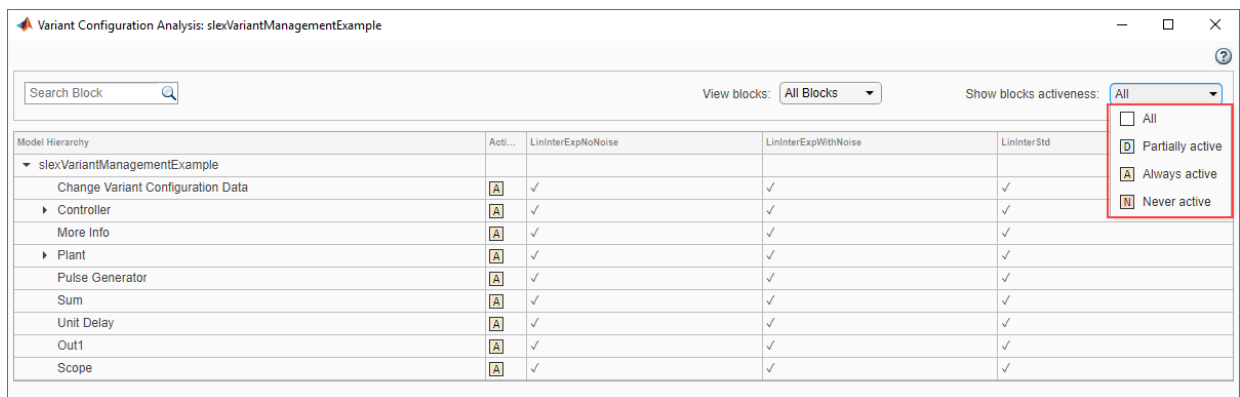 Variant Configuration Analysis: slexVariantManagementExample
?
Search Block View blocks: All Blocks Show blocks activeness: All
All
D Partially active
A Always active
N Never active
Model Hierarchy Acti... LinInterExpNoNoise LinInterExpWithNoise LinInterStd
slexVariantManagementExample
Change Variant Configuration Data A ✓ ✓ ✓
Controller A ✓ ✓ ✓
More Info A ✓ ✓ ✓
Plant A ✓ ✓ ✓
Pulse Generator A ✓ ✓ ✓
Sum A ✓ ✓ ✓
Unit Delay A ✓ ✓ ✓
Out1 A ✓ ✓ ✓
Scope A ✓ ✓ ✓